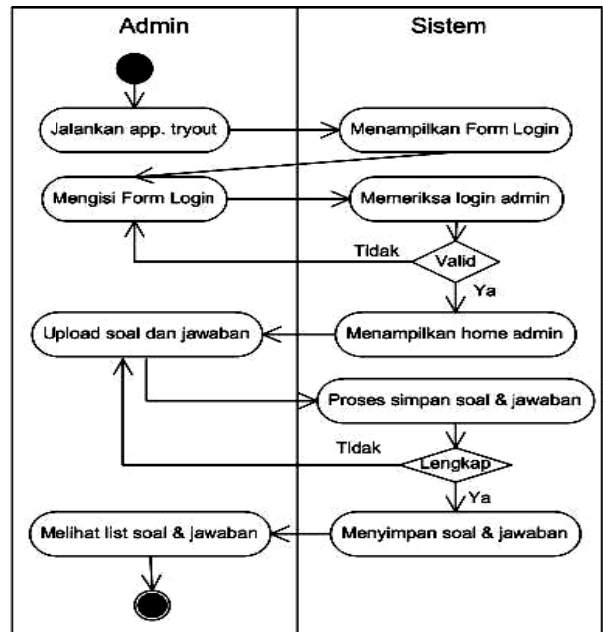 Admin
Sistem
Jalankan app. tryout
Menampilkan Form Login
Mengisi Form Login
Memeriksa login admin
Tidak
Valid
Ya
Upload soal dan jawaban
Menampilkan home admin
Proses simpan soal & jawaban
Tidak
Lengkap
Ya
Melihat list soal & jawaban
Menyimpan soal & jawaban